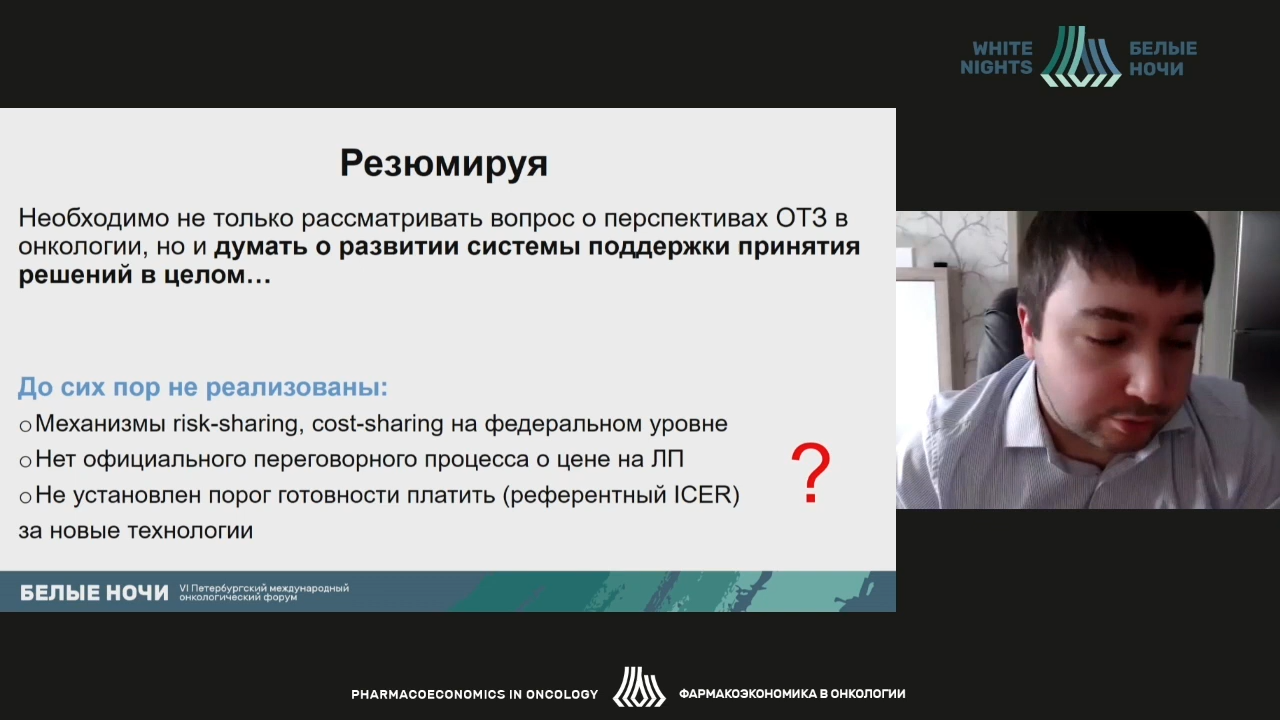 WHITE
NIGHTS
БЕЛЫЕ
НОЧИ
Резюмируя
Необходимо не только рассматривать вопрос о перспективах ОТЗ в
онкологии, но и думать о развитии системы поддержки принятия
решений в целом…
До сих пор не реализованы:
○Механизмы risk-sharing, cost-sharing на федеральном уровне
○Нет официального переговорного процесса о цене на ЛП
○Не установлен порог готовности платить (референтный ICER)
за новые технологии
?
БЕЛЫЕ НОЧИ
VI Петербургский международный
онкологический форум
PHARMACOECONOMICS IN ONCOLOGY
ФАРМАКОЭКОНОМИКА В ОНКОЛОГИИ